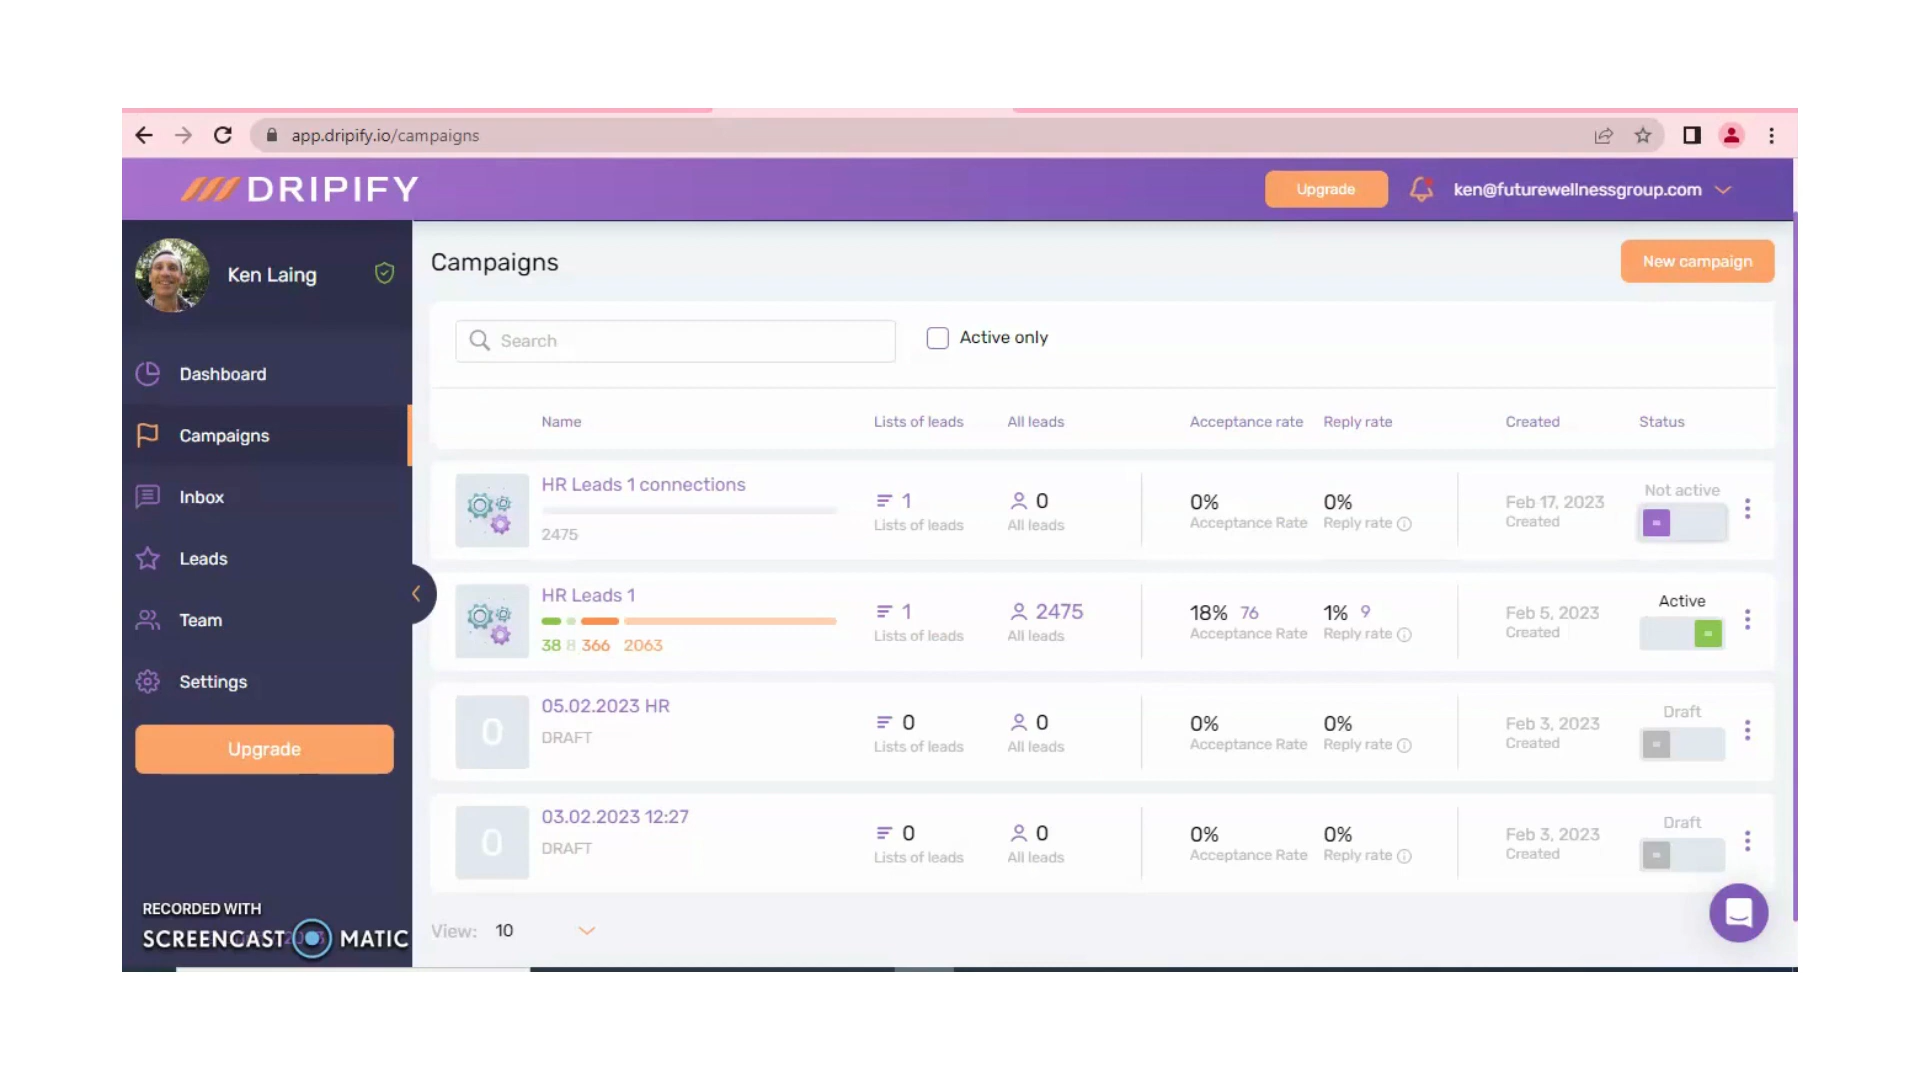 app.dripify.io/campaigns
DRIPIFY
Upgrade
ken@futurewellnessgroup.com
Ken Laing
Dashboard
Campaigns
Inbox
Leads
Team
Settings
Upgrade
RECORDED WITH
SCREENCAST MATIC
Campaigns
New campaign
Search
Active only
Name Lists of leads All leads Acceptance rate Reply rate Created Status
HR Leads 1 connections
2475
1
Lists of leads
0
All leads
0%
Acceptance Rate
0%
Reply rate
Feb 17, 2023
Created
Not active
HR Leads 1
38 8 366 2063
1
Lists of leads
2475
All leads
18% 76
Acceptance Rate
1% 9
Reply rate
Feb 5, 2023
Created
Active
0
05.02.2023 HR
DRAFT
0
Lists of leads
0
All leads
0%
Acceptance Rate
0%
Reply rate
Feb 3, 2023
Created
Draft
0
03.02.2023 12:27
DRAFT
0
Lists of leads
0
All leads
0%
Acceptance Rate
0%
Reply rate
Feb 3, 2023
Created
Draft
View: 10